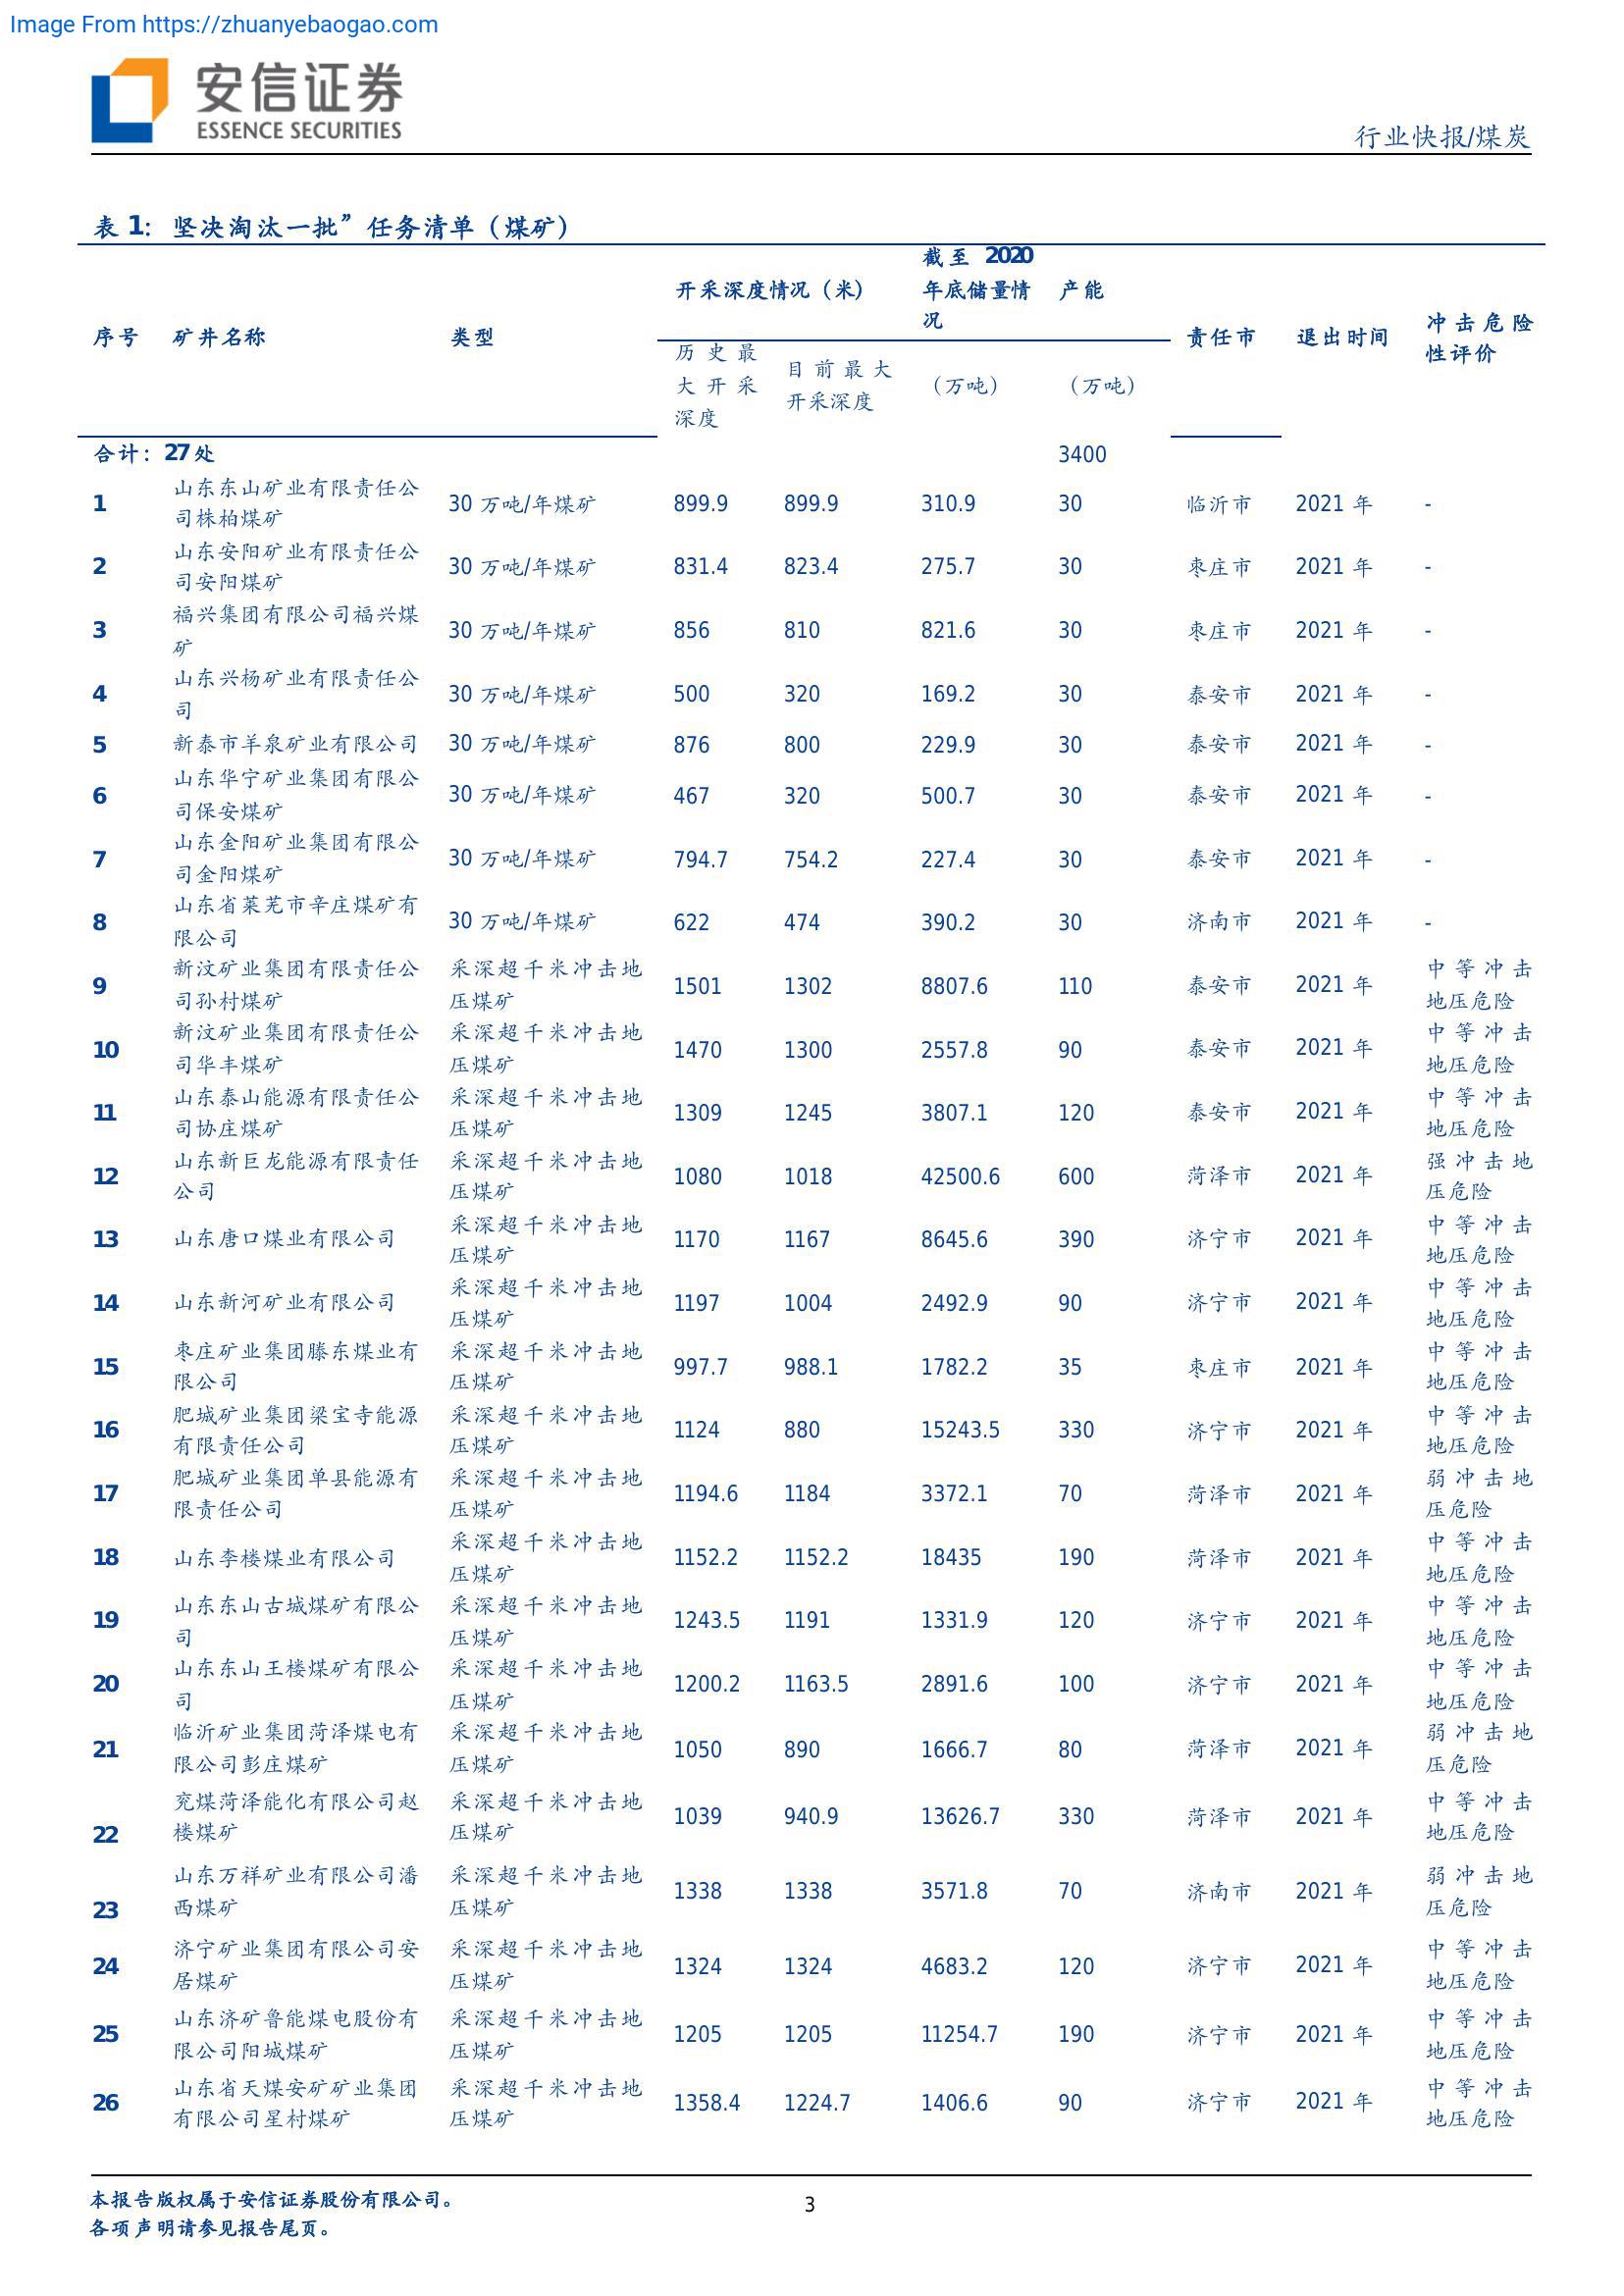 Image From https://zhuanyebaogao.com
安信证券
ESSENCE SECURITIES
行业快报/煤炭
表 1: 坚决淘汰一批”任务清单（煤矿）
序号 矿井名称 类型 开采深度情况（米） 截至 2020 年底储量情况 产能 责任市 退出时间 冲击危险性评价
历史最大开采深度 目前最大开采深度 （万吨） （万吨）
合计：27 处 3400
1 山东东山矿业有限责任公司株柏煤矿 30 万吨/年煤矿 899.9 899.9 310.9 30 临沂市 2021 年 -
2 山东安阳矿业有限责任公司安阳煤矿 30 万吨/年煤矿 831.4 823.4 275.7 30 枣庄市 2021 年 -
3 福兴集团有限公司福兴煤矿 30 万吨/年煤矿 856 810 821.6 30 枣庄市 2021 年 -
4 山东兴杨矿业有限责任公司 30 万吨/年煤矿 500 320 169.2 30 泰安市 2021 年 -
5 新泰市羊泉矿业有限公司 30 万吨/年煤矿 876 800 229.9 30 泰安市 2021 年 -
6 山东华宁矿业集团有限公司保安煤矿 30 万吨/年煤矿 467 320 500.7 30 泰安市 2021 年 -
7 山东金阳矿业集团有限公司金阳煤矿 30 万吨/年煤矿 794.7 754.2 227.4 30 泰安市 2021 年 -
8 山东省莱芜市辛庄煤矿有限公司 30 万吨/年煤矿 622 474 390.2 30 济南市 2021 年 -
9 新汶矿业集团有限责任公司孙村煤矿 采深超千米冲击地压煤矿 1501 1302 8807.6 110 泰安市 2021 年 中等冲击地压危险
10 新汶矿业集团有限责任公司华丰煤矿 采深超千米冲击地压煤矿 1470 1300 2557.8 90 泰安市 2021 年 中等冲击地压危险
11 山东泰山能源有限责任公司协庄煤矿 采深超千米冲击地压煤矿 1309 1245 3807.1 120 泰安市 2021 年 中等冲击地压危险
12 山东新巨龙能源有限责任公司 采深超千米冲击地压煤矿 1080 1018 42500.6 600 菏泽市 2021 年 强冲击地压危险
13 山东唐口煤业有限公司 采深超千米冲击地压煤矿 1170 1167 8645.6 390 济宁市 2021 年 中等冲击地压危险
14 山东新河矿业有限公司 采深超千米冲击地压煤矿 1197 1004 2492.9 90 济宁市 2021 年 中等冲击地压危险
15 枣庄矿业集团滕东煤业有限公司 采深超千米冲击地压煤矿 997.7 988.1 1782.2 35 枣庄市 2021 年 中等冲击地压危险
16 肥城矿业集团梁宝寺能源有限责任公司 采深超千米冲击地压煤矿 1124 880 15243.5 330 济宁市 2021 年 中等冲击地压危险
17 肥城矿业集团单县能源有限责任公司 采深超千米冲击地压煤矿 1194.6 1184 3372.1 70 菏泽市 2021 年 弱冲击地压危险
18 山东李楼煤业有限公司 采深超千米冲击地压煤矿 1152.2 1152.2 18435 190 菏泽市 2021 年 中等冲击地压危险
19 山东东山古城煤矿有限公司 采深超千米冲击地压煤矿 1243.5 1191 1331.9 120 济宁市 2021 年 中等冲击地压危险
20 山东东山王楼煤矿有限公司 采深超千米冲击地压煤矿 1200.2 1163.5 2891.6 100 济宁市 2021 年 中等冲击地压危险
21 临沂矿业集团菏泽煤电有限公司彭庄煤矿 采深超千米冲击地压煤矿 1050 890 1666.7 80 菏泽市 2021 年 弱冲击地压危险
22 兖煤菏泽能化有限公司赵楼煤矿 采深超千米冲击地压煤矿 1039 940.9 13626.7 330 菏泽市 2021 年 中等冲击地压危险
23 山东万祥矿业有限公司潘西煤矿 采深超千米冲击地压煤矿 1338 1338 3571.8 70 济南市 2021 年 弱冲击地压危险
24 济宁矿业集团有限公司安居煤矿 采深超千米冲击地压煤矿 1324 1324 4683.2 120 济宁市 2021 年 中等冲击地压危险
25 山东济矿鲁能煤电股份有限公司阳城煤矿 采深超千米冲击地压煤矿 1205 1205 11254.7 190 济宁市 2021 年 中等冲击地压危险
26 山东省天煤安矿矿业集团有限公司星村煤矿 采深超千米冲击地压煤矿 1358.4 1224.7 1406.6 90 济宁市 2021 年 中等冲击地压危险
本报告版权属于安信证券股份有限公司。
各项声明请参见报告尾页。
3